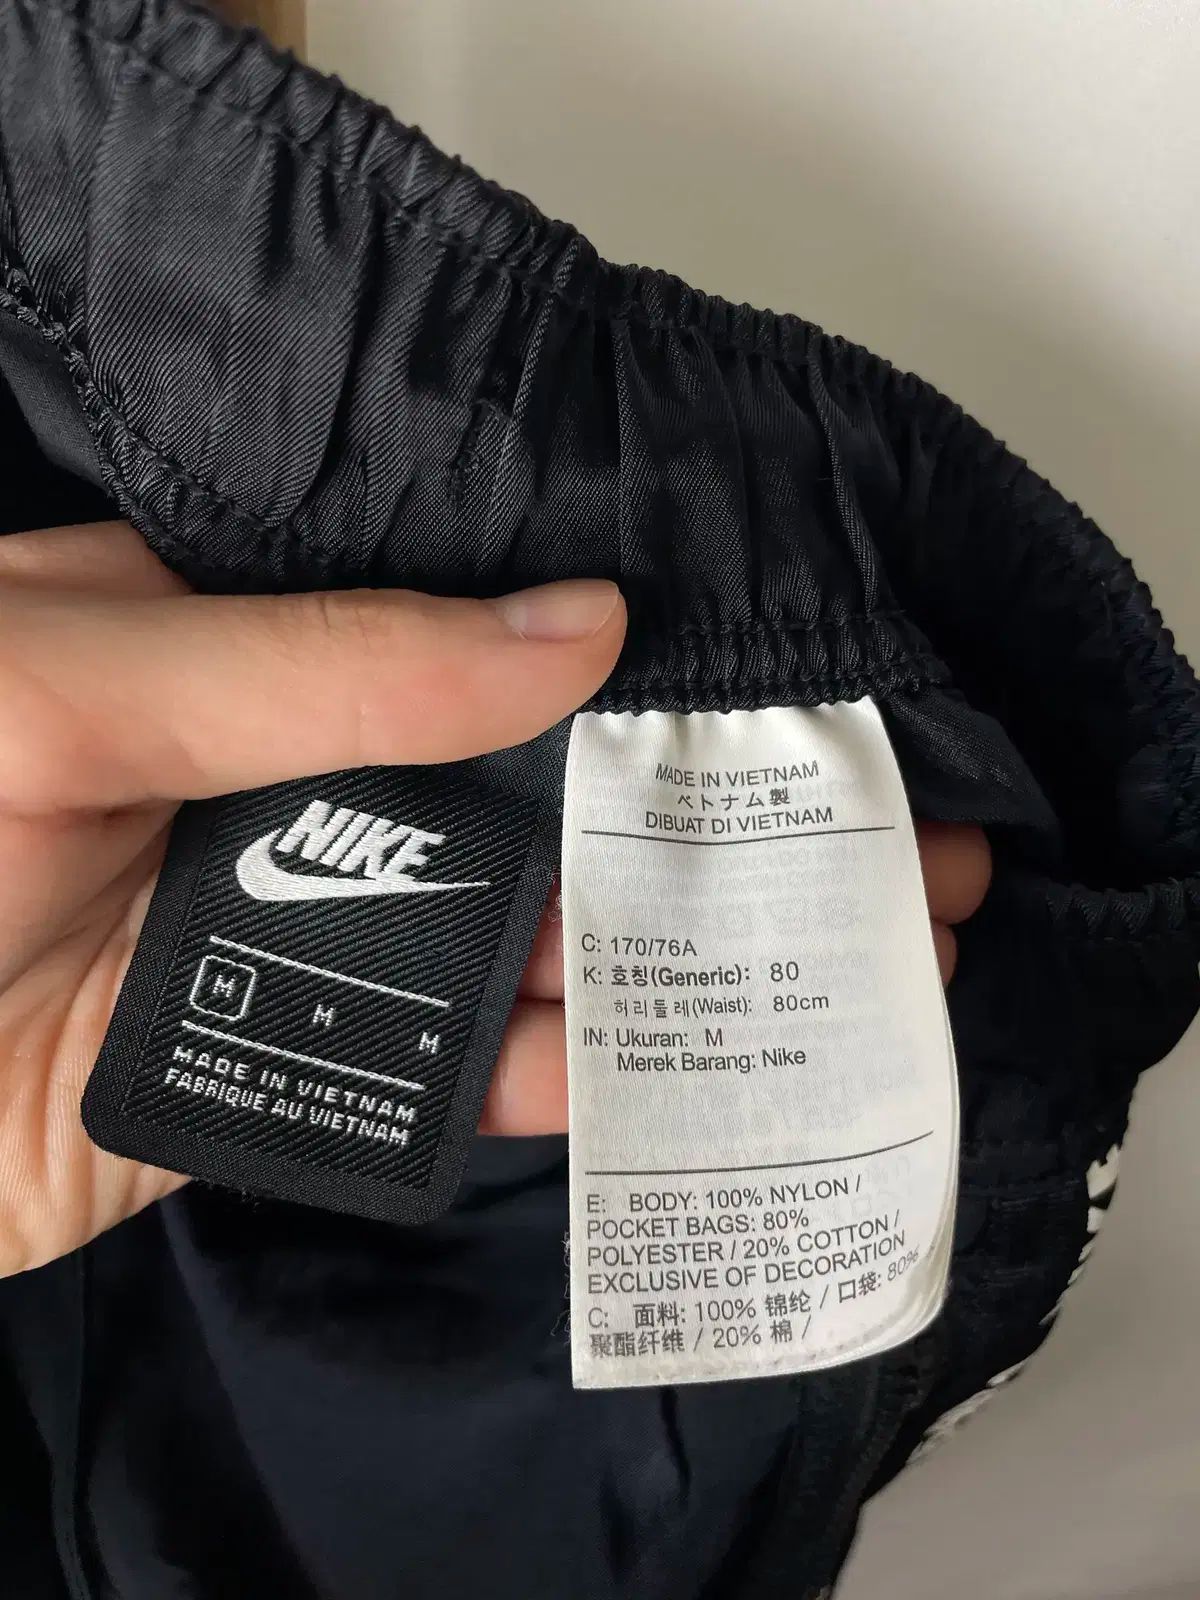 NIKE
M M M
MADE IN VIETNAM
FABRIQUE AU VIETNAM
MADE IN VIETNAM
ベトナム製
DIBUAT DI VIETNAM
C: 170/76A
K: 호칭(Generic): 80
허리둘레(Waist): 80cm
IN: Ukuran: M
Merek Barang: Nike
E: BODY: 100% NYLON /
POCKET BAGS: 80%
POLYESTER / 20% COTTON /
EXCLUSIVE OF DECORATION
C: 面料: 100% 锦纶 / 口袋: 80%
聚酯纤维 / 20% 棉 /